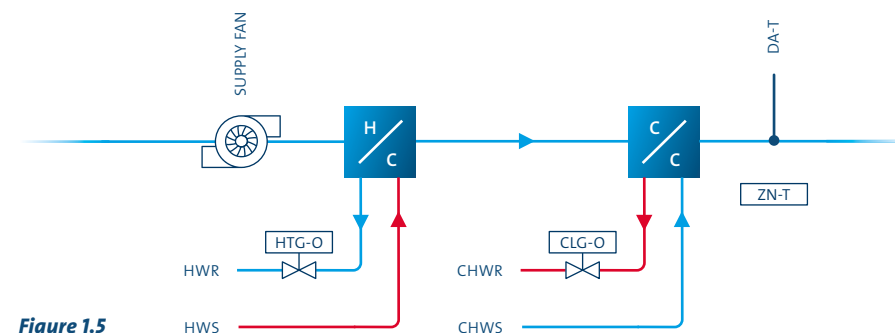 SUPPLY FAN
DA-T
H
C
C
C
ZN-T
HTG-O
CLG-O
HWR
CHWR
Figure 1.5
HWS
CHWS